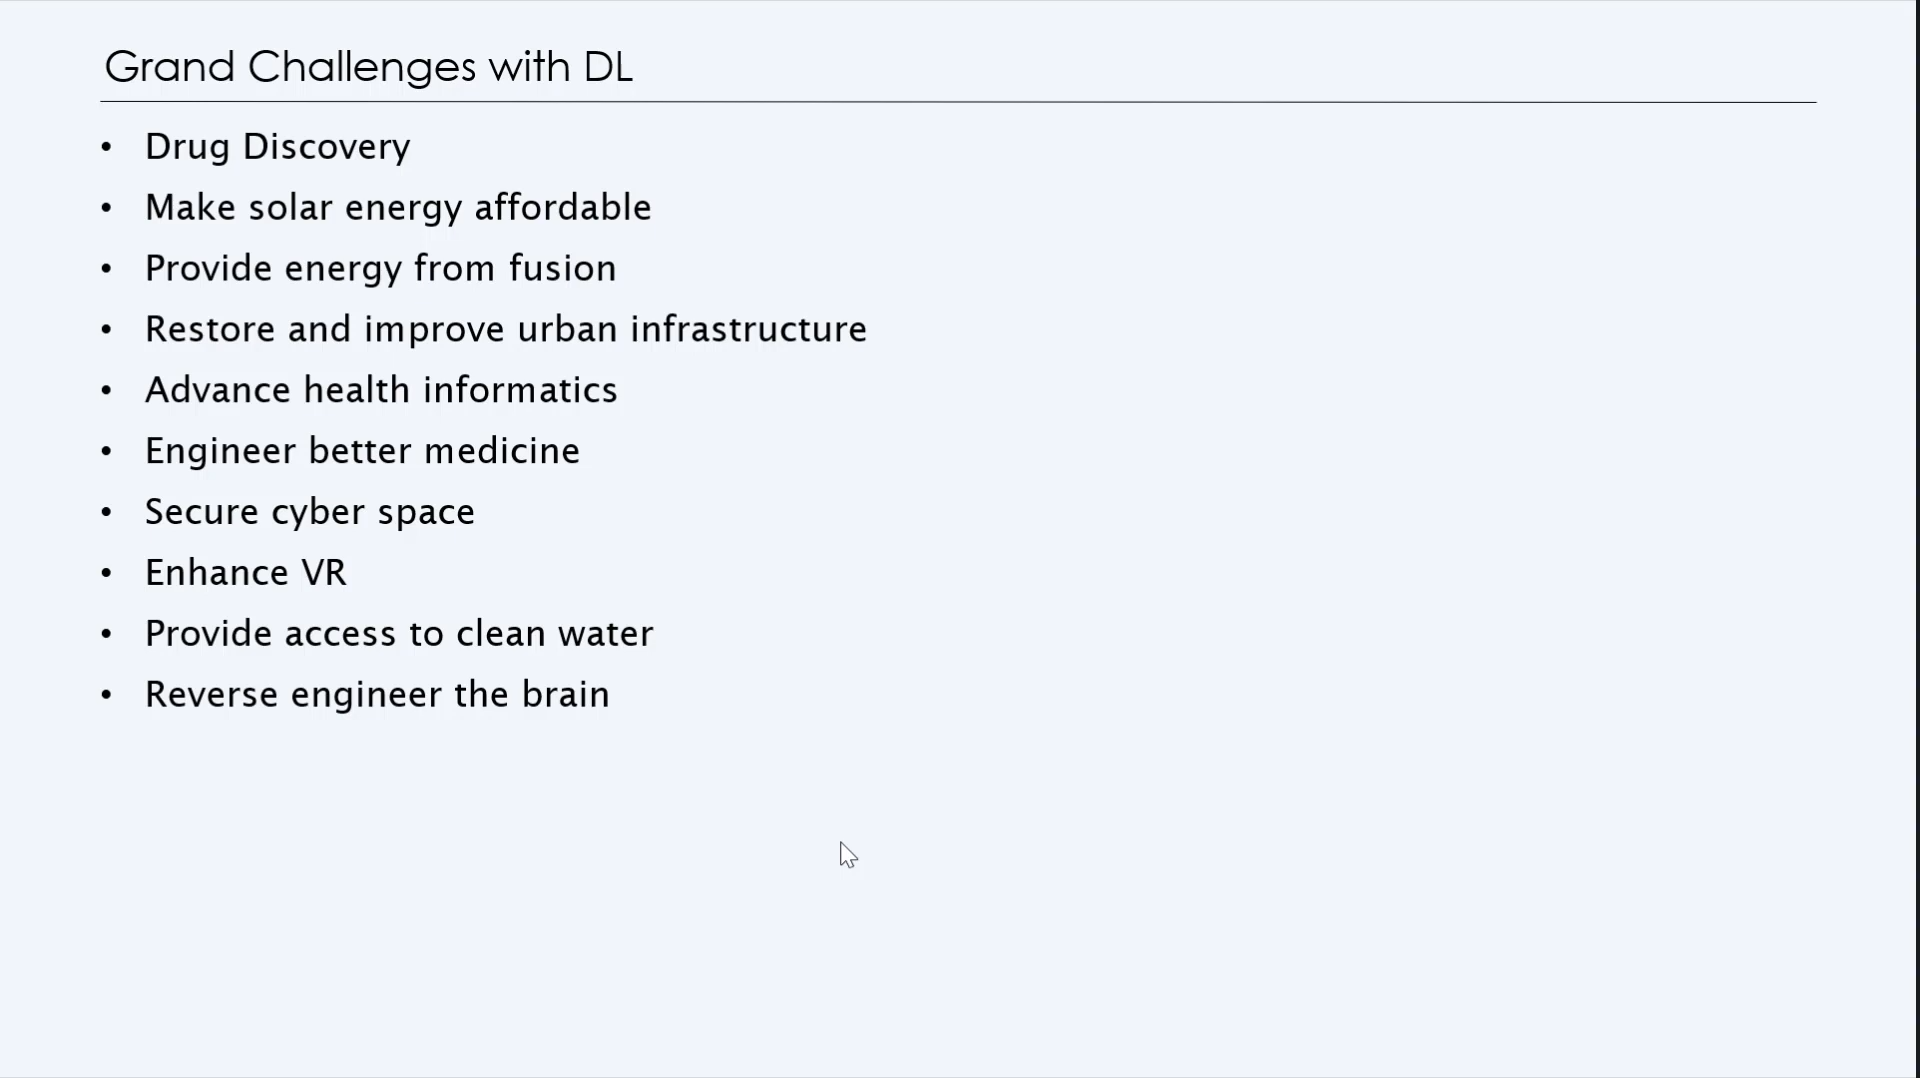 Grand Challenges with DL
• Drug Discovery
• Make solar energy affordable
• Provide energy from fusion
• Restore and improve urban infrastructure
• Advance health informatics
• Engineer better medicine
• Secure cyber space
• Enhance VR
• Provide access to clean water
• Reverse engineer the brain